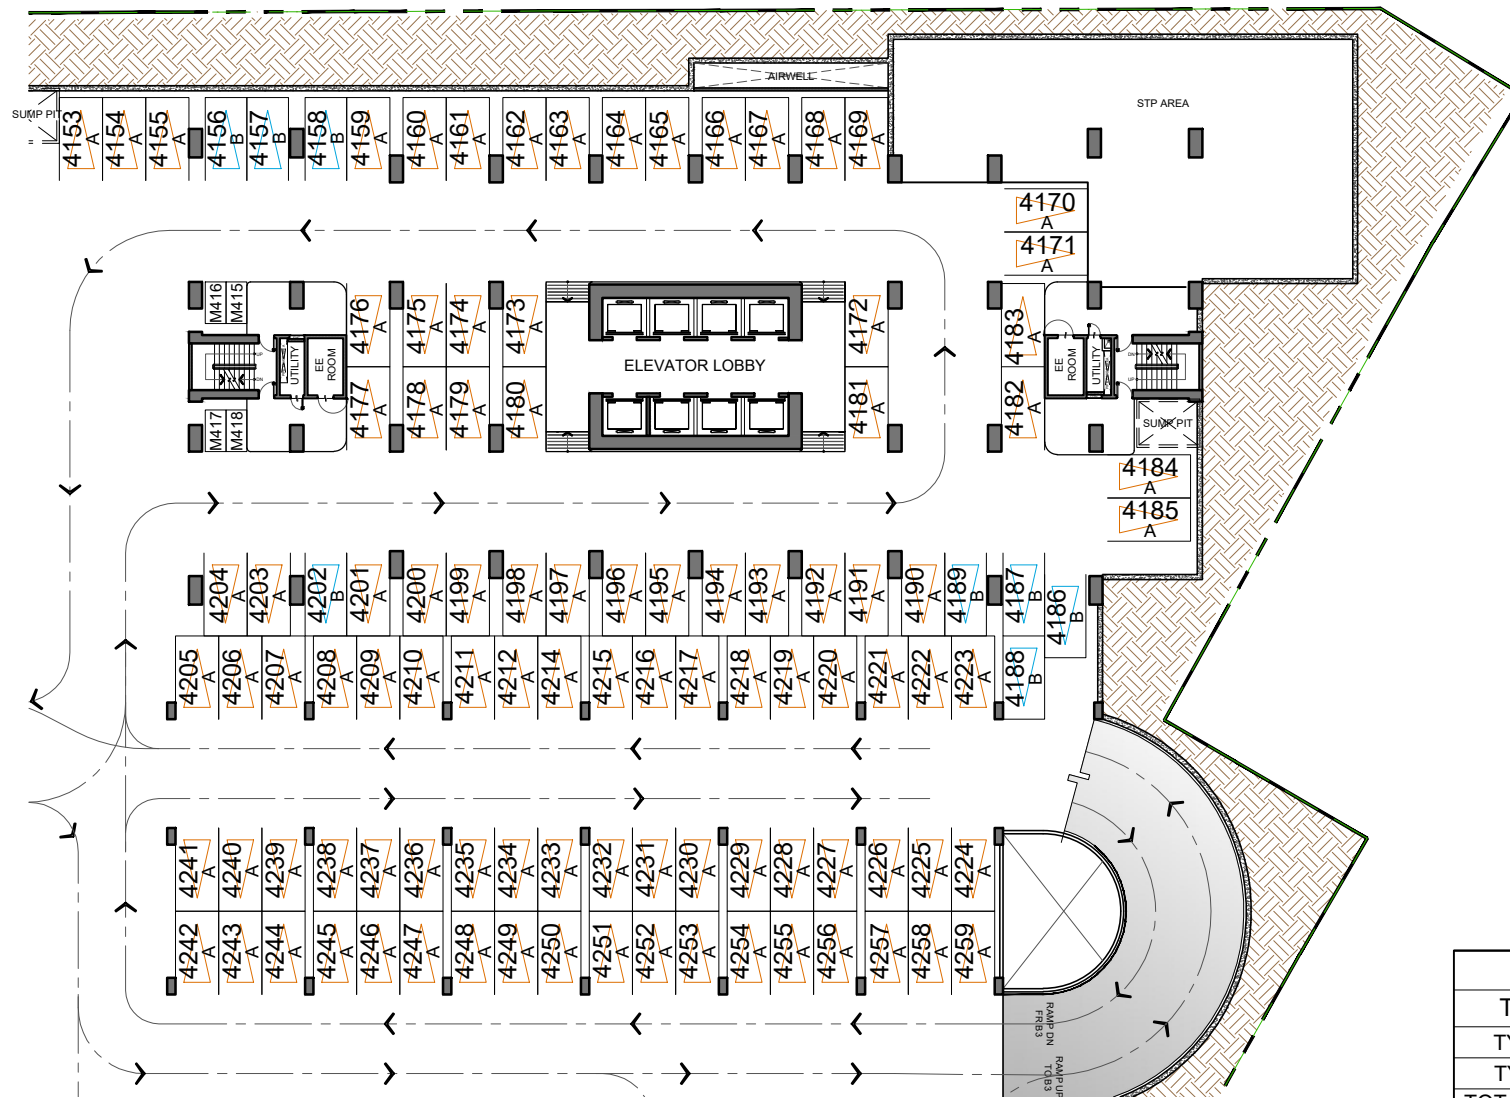 AIRWELL
STP AREA
SUMP PIT
4153 A
4154 A
4155 A
4156 B
4157 B
4158 B
4159 A
4160 A
4161 A
4162 A
4163 A
4164 A
4165 A
4166 A
4167 A
4168 A
4169 A
4170
A
4171
A
M416
M415
4176 A
4175 A
4174 A
4173 A
4172 A
4183 A
UP
DN
UTILITY
EE
ROOM
ELEVATOR LOBBY
EE
ROOM
UTILITY
DN
UP
M417
M418
4177 A
4178 A
4179 A
4180 A
4181 A
4182 A
SUMP PIT
4184
A
4185
A
4204 A
4203 A
4202 B
4201 A
4200 A
4199 A
4198 A
4197 A
4196 A
4195 A
4194 A
4193 A
4192 A
4191 A
4190 A
4189 B
4187 B
4186 B
4205 A
4206 A
4207 A
4208 A
4209 A
4210 A
4211 A
4212 A
4214 A
4215 A
4216 A
4217 A
4218 A
4219 A
4220 A
4221 A
4222 A
4223 A
4188 B
4241 A
4240 A
4239 A
4238 A
4237 A
4236 A
4235 A
4234 A
4233 A
4232 A
4231 A
4230 A
4229 A
4228 A
4227 A
4226 A
4225 A
4224 A
4242 A
4243 A
4244 A
4245 A
4246 A
4247 A
4248 A
4249 A
4250 A
4251 A
4252 A
4253 A
4254 A
4255 A
4256 A
4257 A
4258 A
4259 A
RAMP DN
FR.B3
RAMP UP
TO B3
T
TY
TY
TOT